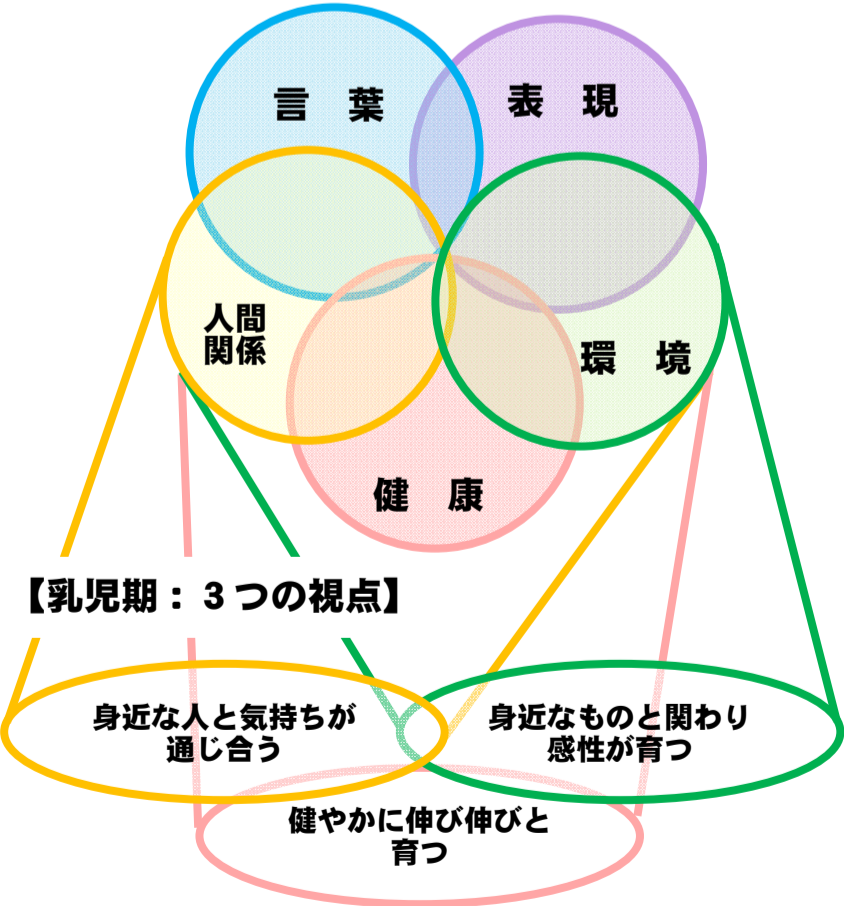 言　葉
表　現
人間
関係
環　境
健　康
【乳児期：３つの視点】
身近な人と気持ちが
通じ合う
身近なものと関わり
感性が育つ
健やかに伸び伸びと
育つ